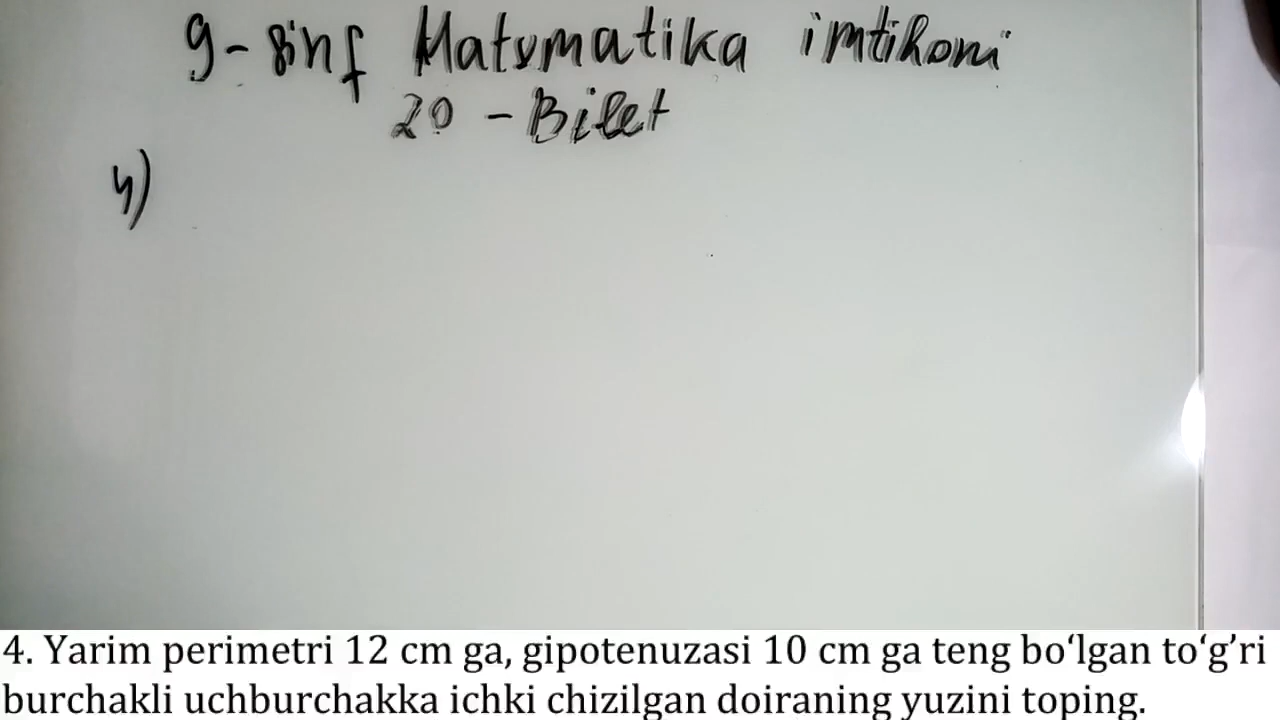 9-sinf Matematika imtihoni
20-Bilet
4)
4. Yarim perimetri 12 cm ga, gipotenuzasi 10 cm ga teng bo‘lgan to‘g’ri
burchakli uchburchakka ichki chizilgan doiraning yuzini toping.